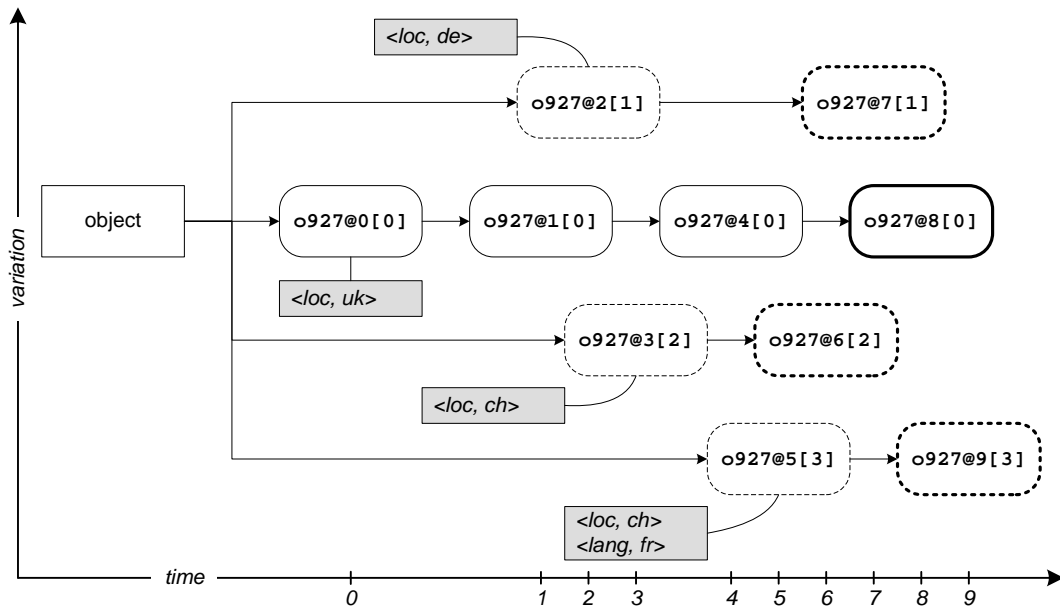 <loc, de>
o927@2[1]
o927@7[1]
object
o927@0[0]
o927@1[0]
o927@4[0]
o927@8[0]
variation
<loc, uk>
o927@3[2]
o927@6[2]
<loc, ch>
o927@5[3]
o927@9[3]
<loc, ch>
<lang, fr>
time
0
1
2
3
4
5
6
7
8
9